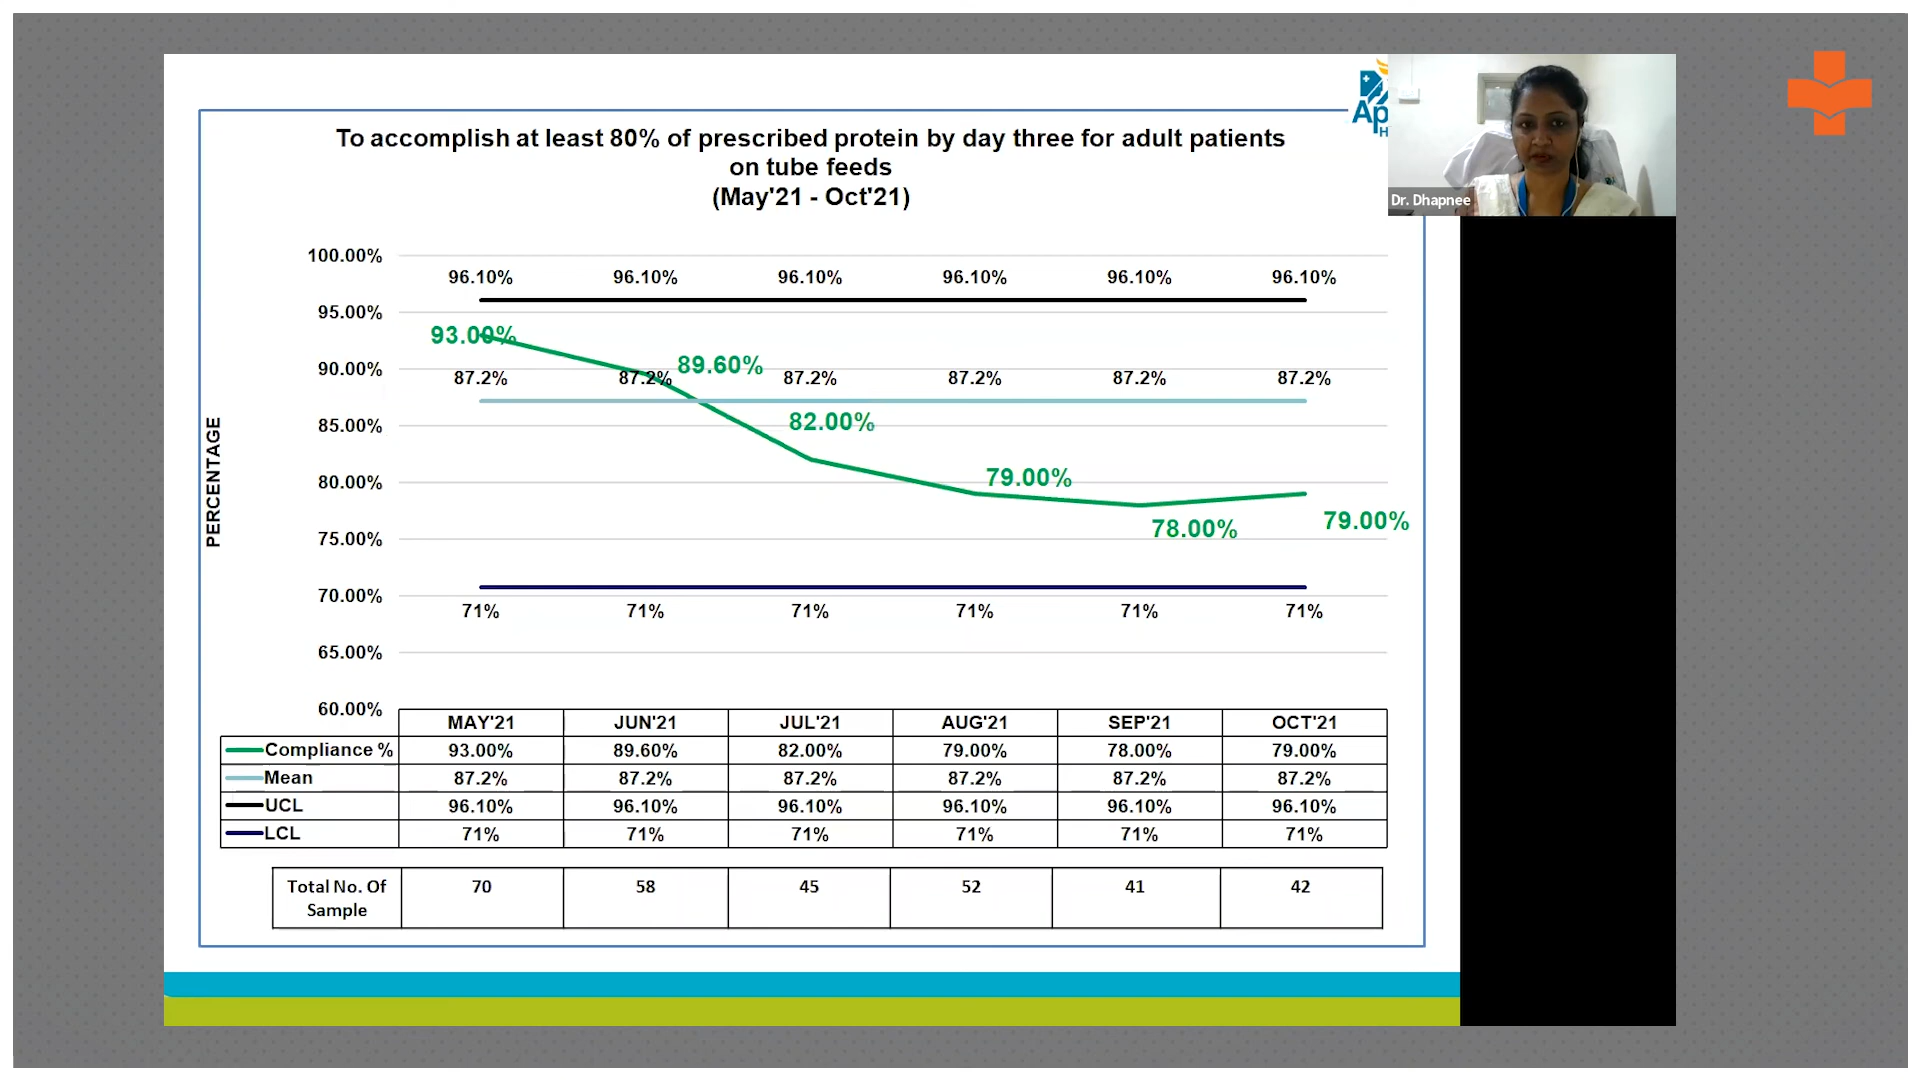 Ap
H
To accomplish at least 80% of prescribed protein by day three for adult patients
on tube feeds
(May'21 - Oct'21)
Dr. Dhapnee
PERCENTAGE
100.00%
95.00%
90.00%
85.00%
80.00%
75.00%
70.00%
65.00%
60.00%
96.10% 96.10% 96.10% 96.10% 96.10% 96.10%
93.00%
89.60%
87.2% 87.2% 87.2% 87.2% 87.2% 87.2%
82.00%
79.00%
78.00%
79.00%
71% 71% 71% 71% 71% 71%
MAY'21 JUN'21 JUL'21 AUG'21 SEP'21 OCT'21
Compliance % 93.00% 89.60% 82.00% 79.00% 78.00% 79.00%
Mean 87.2% 87.2% 87.2% 87.2% 87.2% 87.2%
UCL 96.10% 96.10% 96.10% 96.10% 96.10% 96.10%
LCL 71% 71% 71% 71% 71% 71%
Total No. Of
Sample
70 58 45 52 41 42